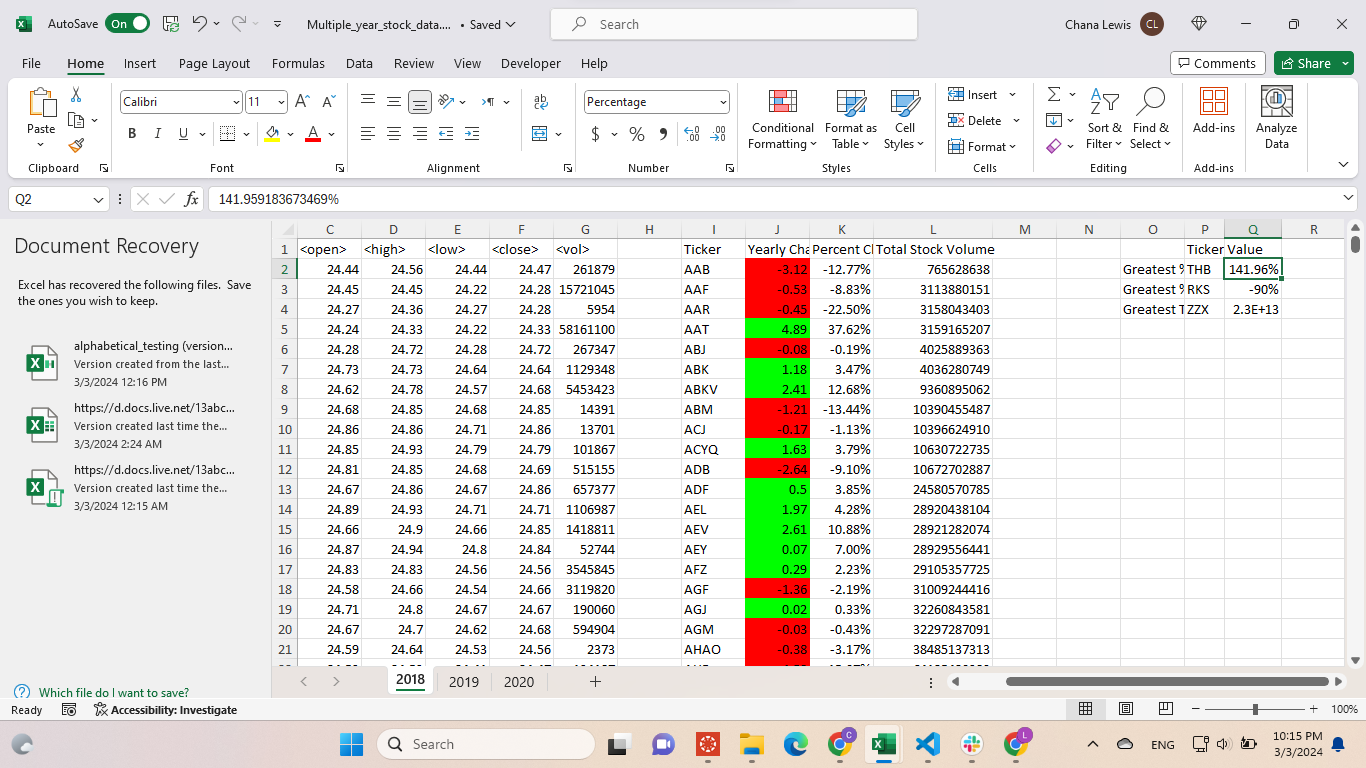 AutoSave On Multiple_year_stock_data.... • Saved Search Chana Lewis CL
File Home Insert Page Layout Formulas Data Review View Developer Help Comments Share
Paste
Clipboard
Calibri 11
B I U A
Font
ab
Alignment
Percentage
$ % 9
Number
Conditional Formatting
Format as Table
Cell Styles
Styles
Insert
Delete
Format
Cells
Sort & Filter
Find & Select
Editing
Add-ins
Add-ins
Analyze Data
Q2 fx 141.959183673469%
Document Recovery
Excel has recovered the following files. Save
the ones you wish to keep.
alphabetical_testing (version...
Version created from the last...
3/3/2024 12:16 PM
https://d.docs.live.net/13abc...
Version created last time the...
3/3/2024 2:24 AM
https://d.docs.live.net/13abc...
Version created last time the...
3/3/2024 12:15 AM
Which file do I want to save?
C D E F G H I J K L M N O P Q R
1 <open> <high> <low> <close> <vol> Ticker Yearly Cha Percent Cl Total Stock Volume Ticker Value
2 24.44 24.56 24.44 24.47 261879 AAB -3.12 -12.77% 765628638 Greatest % THB 141.96%
3 24.45 24.45 24.22 24.28 15721045 AAF -0.53 -8.83% 3113880151 Greatest % RKS -90%
4 24.27 24.36 24.27 24.28 5954 AAR -0.45 -22.50% 3158043403 Greatest T ZZX 2.3E+13
5 24.24 24.33 24.22 24.33 58161100 AAT 4.89 37.62% 3159165207
6 24.28 24.72 24.28 24.72 267347 ABJ -0.08 -0.19% 4025889363
7 24.73 24.73 24.64 24.64 1129348 ABK 1.18 3.47% 4036280749
8 24.62 24.78 24.57 24.68 5453423 ABKV 2.41 12.68% 9360895062
9 24.68 24.85 24.68 24.85 14391 ABM -1.21 -13.44% 10390455487
10 24.86 24.86 24.71 24.86 13701 ACJ -0.17 -1.13% 10396624910
11 24.85 24.93 24.79 24.79 101867 ACYQ 1.63 3.79% 10630722735
12 24.81 24.85 24.68 24.69 515155 ADB -2.64 -9.10% 10672702887
13 24.67 24.86 24.67 24.86 657377 ADF 0.5 3.85% 24580570785
14 24.89 24.93 24.71 24.71 1106987 AEL 1.97 4.28% 28920438104
15 24.66 24.9 24.66 24.85 1418811 AEV 2.61 10.88% 28921282074
16 24.87 24.94 24.8 24.84 52744 AEY 0.07 7.00% 28929556441
17 24.83 24.83 24.56 24.56 3545845 AFZ 0.29 2.23% 29105357725
18 24.58 24.66 24.54 24.66 3119820 AGF -1.36 -2.19% 31009244416
19 24.71 24.8 24.67 24.67 190060 AGJ 0.02 0.33% 32260843581
20 24.67 24.7 24.62 24.68 594904 AGM -0.03 -0.43% 32297287091
21 24.59 24.64 24.53 24.56 2373 AHAO -0.38 -3.17% 38485137313
2018 2019 2020
Ready Accessibility: Investigate 100%
Search ENG 10:15 PM
3/3/2024